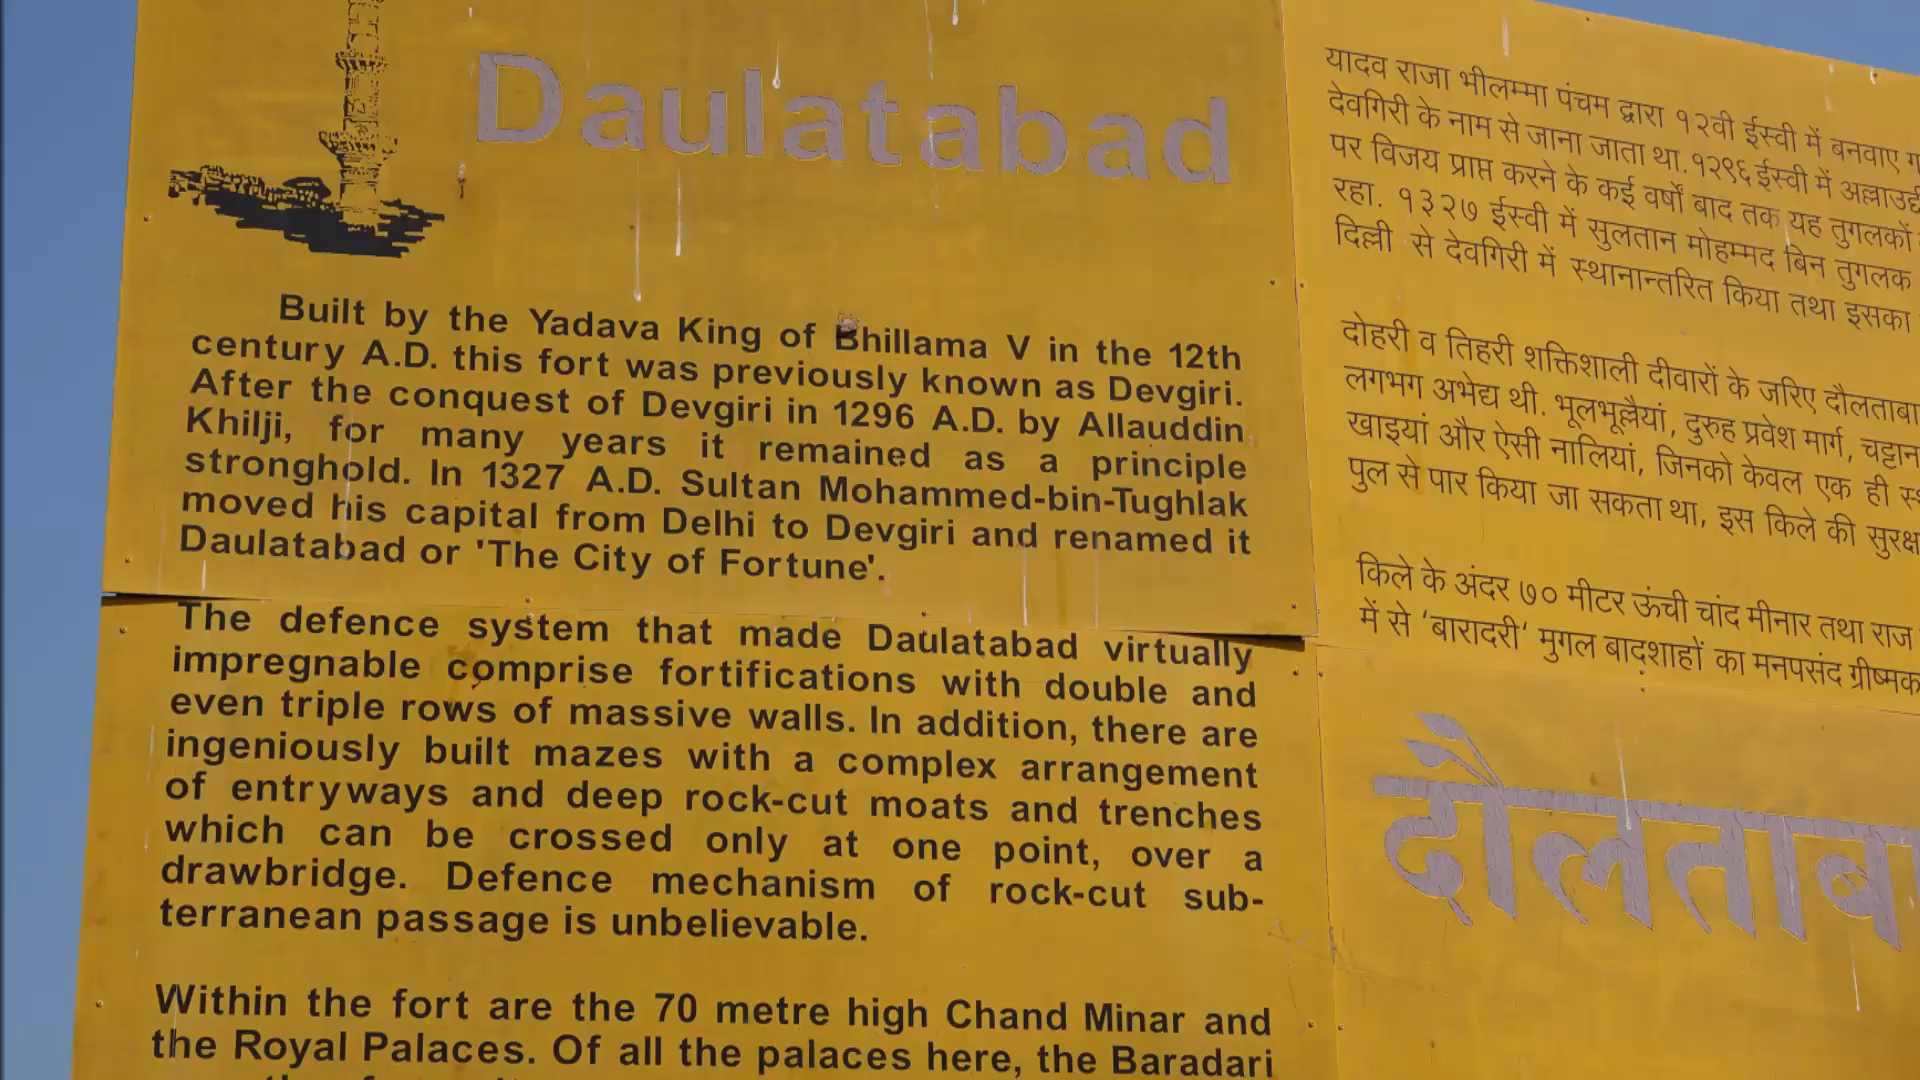 Daulatabad
Built by the Yadava King of Bhillama V in the 12th
century A.D. this fort was previously known as Devgiri.
After the conquest of Devgiri in 1296 A.D. by Allauddin
Khilji, for many years it remained as a principle
stronghold. In 1327 A.D. Sultan Mohammed-bin-Tughlak
moved his capital from Delhi to Devgiri and renamed it
Daulatabad or 'The City of Fortune'.
The defence system that made Daulatabad virtually
impregnable comprise fortifications with double and
even triple rows of massive walls. In addition, there are
ingeniously built mazes with a complex arrangement
of entryways and deep rock-cut moats and trenches
which can be crossed only at one point, over a
drawbridge. Defence mechanism of rock-cut sub-
terranean passage is unbelievable.
Within the fort are the 70 metre high Chand Minar and
the Royal Palaces. Of all the palaces here, the Baradari
यादव राजा भीलम्मा पंचम द्वारा १२वी ईस्वी में बनवाए
देवगिरी के नाम से जाना जाता था. १२९६ ईस्वी में
पर विजय प्राप्त करने के कई वर्षों बाद तक यह तुगलकों
रहा. १३२७ ईस्वी में सुलतान मोहम्मद बिन तुगलक
दिल्ली से देवगिरी में स्थानान्तरित किया तथा इसका
दोहरी व तिहरी शक्तिशाली दीवारों के जरिए
लगभग अभेद्य थी. भूलभूल्लैयां, दुरुह प्रवेश मार्ग,
खाइयां और ऐसी नालियां, जिनको केवल एक ही
पुल से पार किया जा सकता था, इस किले की
किले के अंदर ७० मीटर ऊंची चांद मीनार तथा राज
में से 'बारादरी' मुगल बादशाहों का मनपसंद
दौलताब